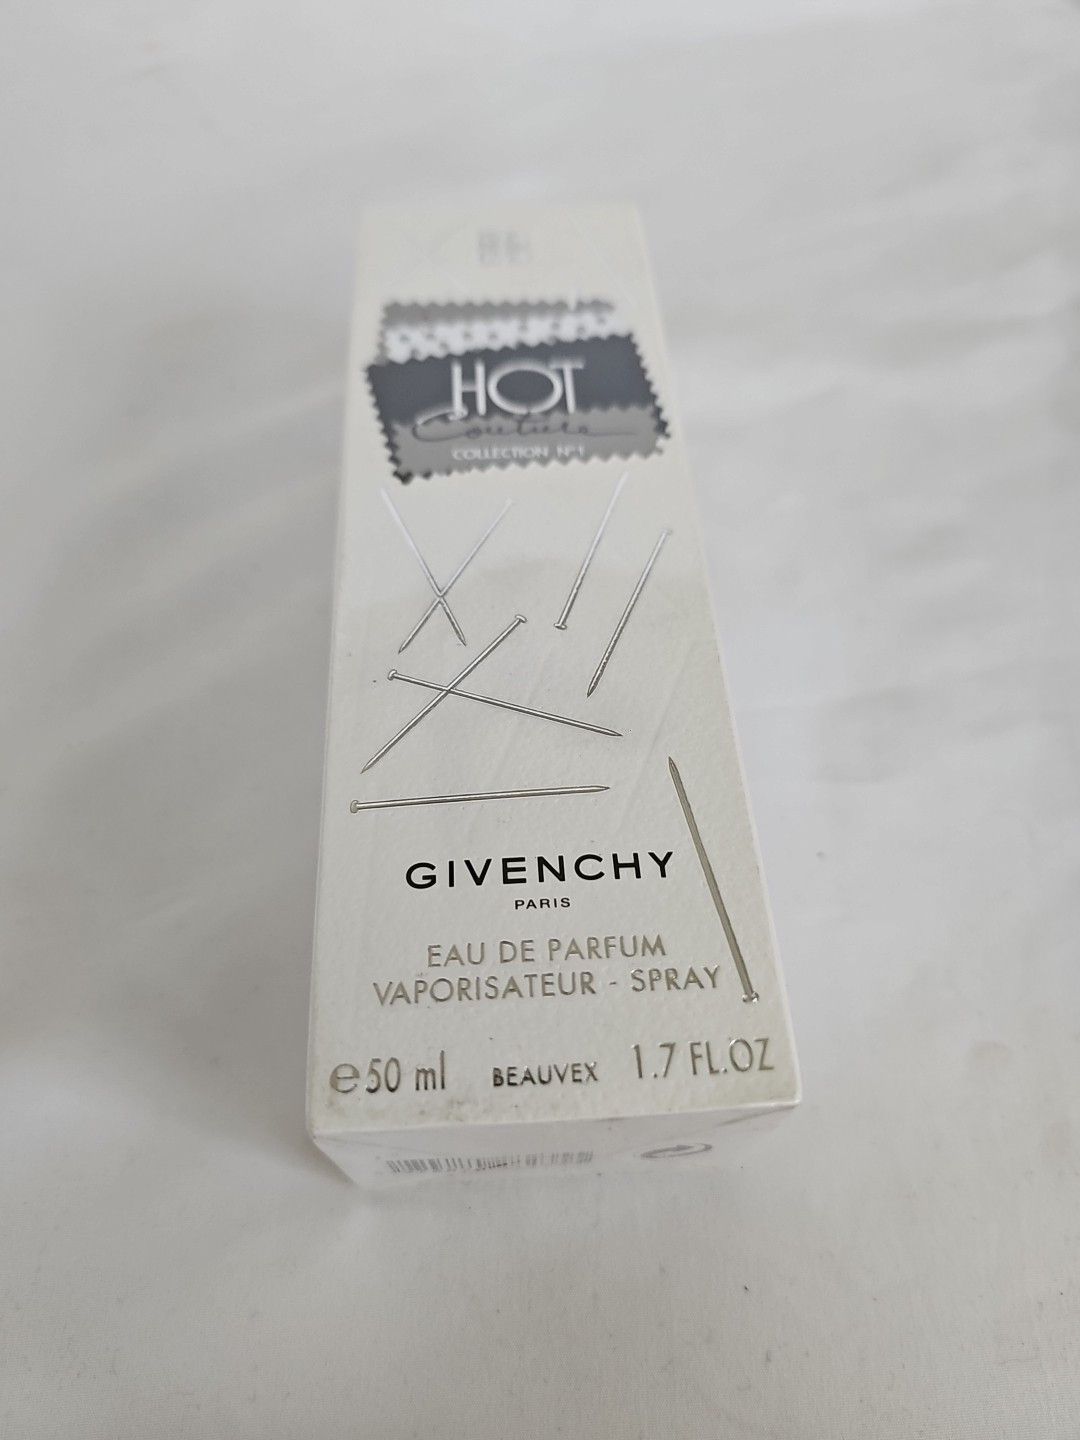 HOT
Couture
COLLECTION N°1
GIVENCHY
PARIS
EAU DE PARFUM
VAPORISATEUR - SPRAY
℮50 ml BEAUVEX 1.7 FL.OZ